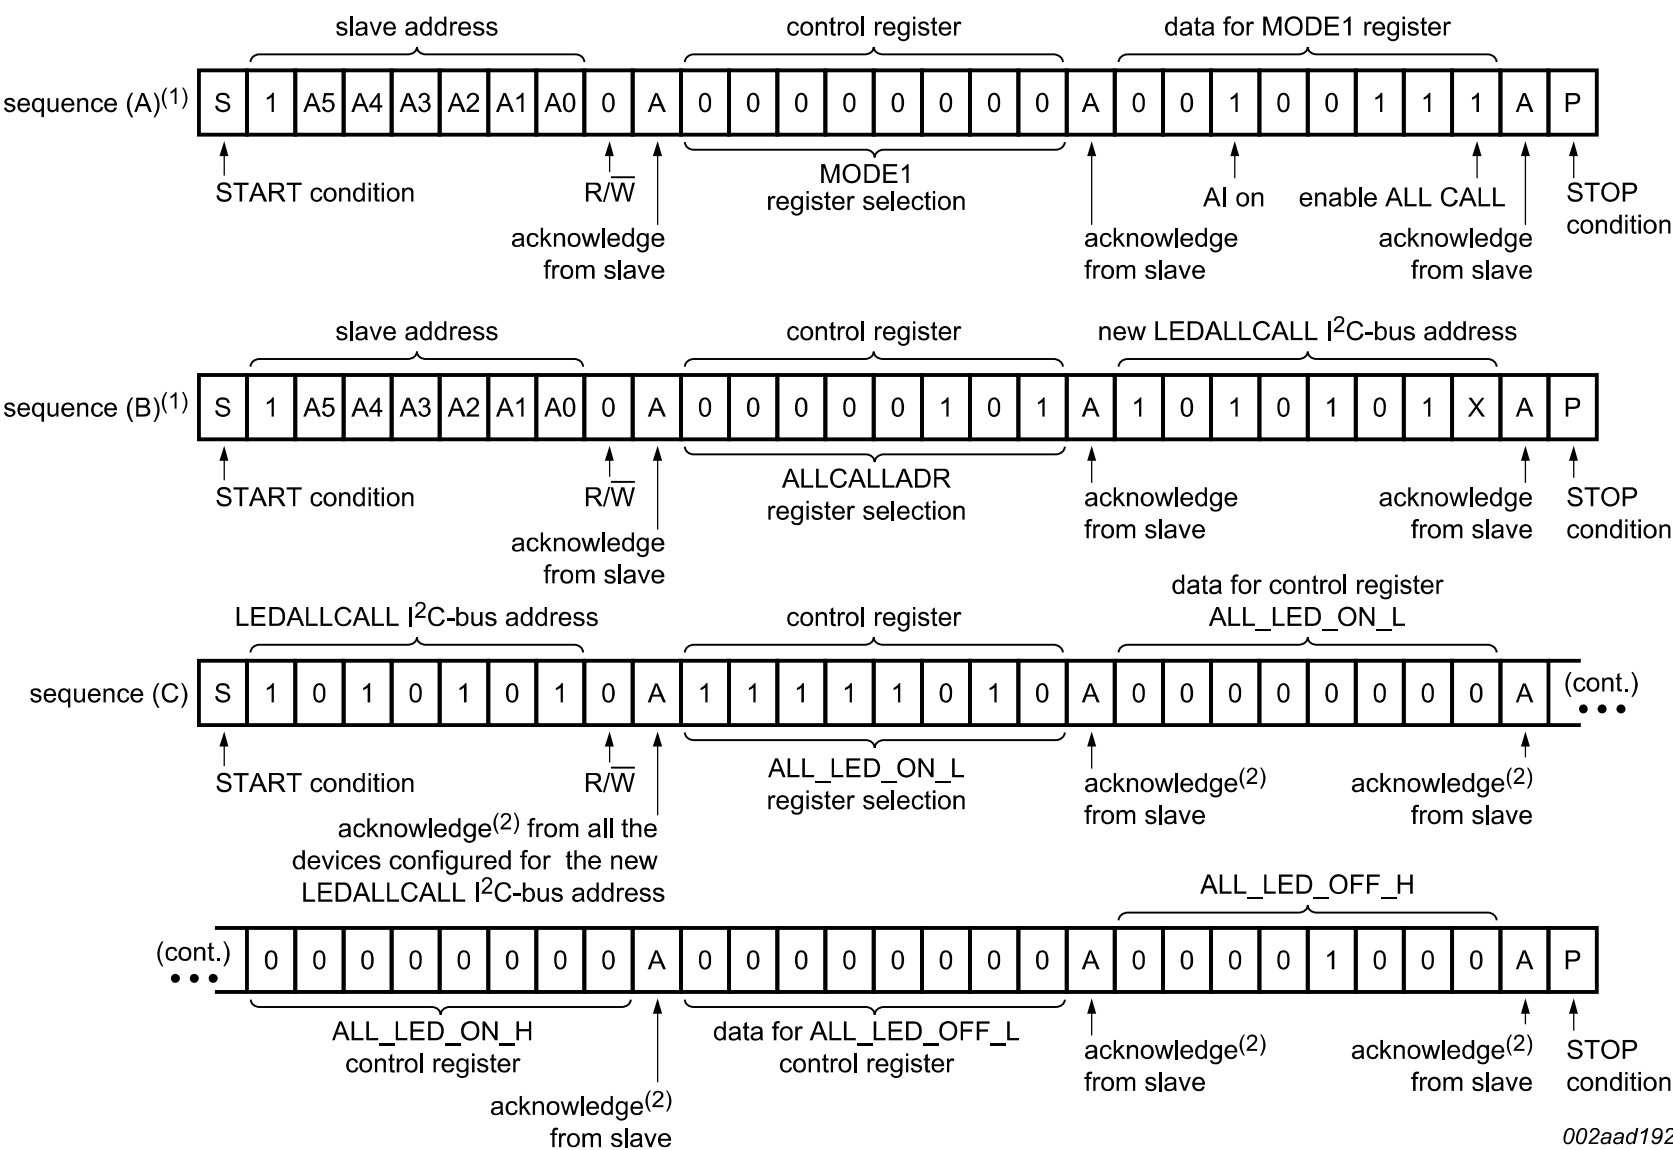 slave address control register data for MODE1 register
sequence (A)(1) S 1 A5 A4 A3 A2 A1 A0 0 A 0 0 0 0 0 0 0 0 A 0 0 1 0 0 1 1 1 A P
START condition R/W MODE1 register selection AI on enable ALL CALL STOP condition
acknowledge from slave acknowledge from slave acknowledge from slave
slave address control register new LEDALLCALL I2C-bus address
sequence (B)(1) S 1 A5 A4 A3 A2 A1 A0 0 A 0 0 0 0 0 1 0 1 A 1 0 1 0 1 0 1 X A P
START condition R/W ALLCALLADR register selection acknowledge from slave acknowledge from slave STOP condition
acknowledge from slave
LEDALLCALL I2C-bus address control register data for control register ALL_LED_ON_L
sequence (C) S 1 0 1 0 1 0 1 0 A 1 1 1 1 1 0 1 0 A 0 0 0 0 0 0 0 0 A (cont.)
START condition R/W ALL_LED_ON_L register selection acknowledge(2) from slave acknowledge(2) from slave
acknowledge(2) from all the
devices configured for the new
LEDALLCALL I2C-bus address
ALL_LED_OFF_H
(cont.) 0 0 0 0 0 0 0 0 A 0 0 0 0 0 0 0 0 A 0 0 0 0 1 0 0 0 A P
ALL_LED_ON_H control register data for ALL_LED_OFF_L control register acknowledge(2) from slave acknowledge(2) from slave STOP condition
acknowledge(2) from slave
002aad192